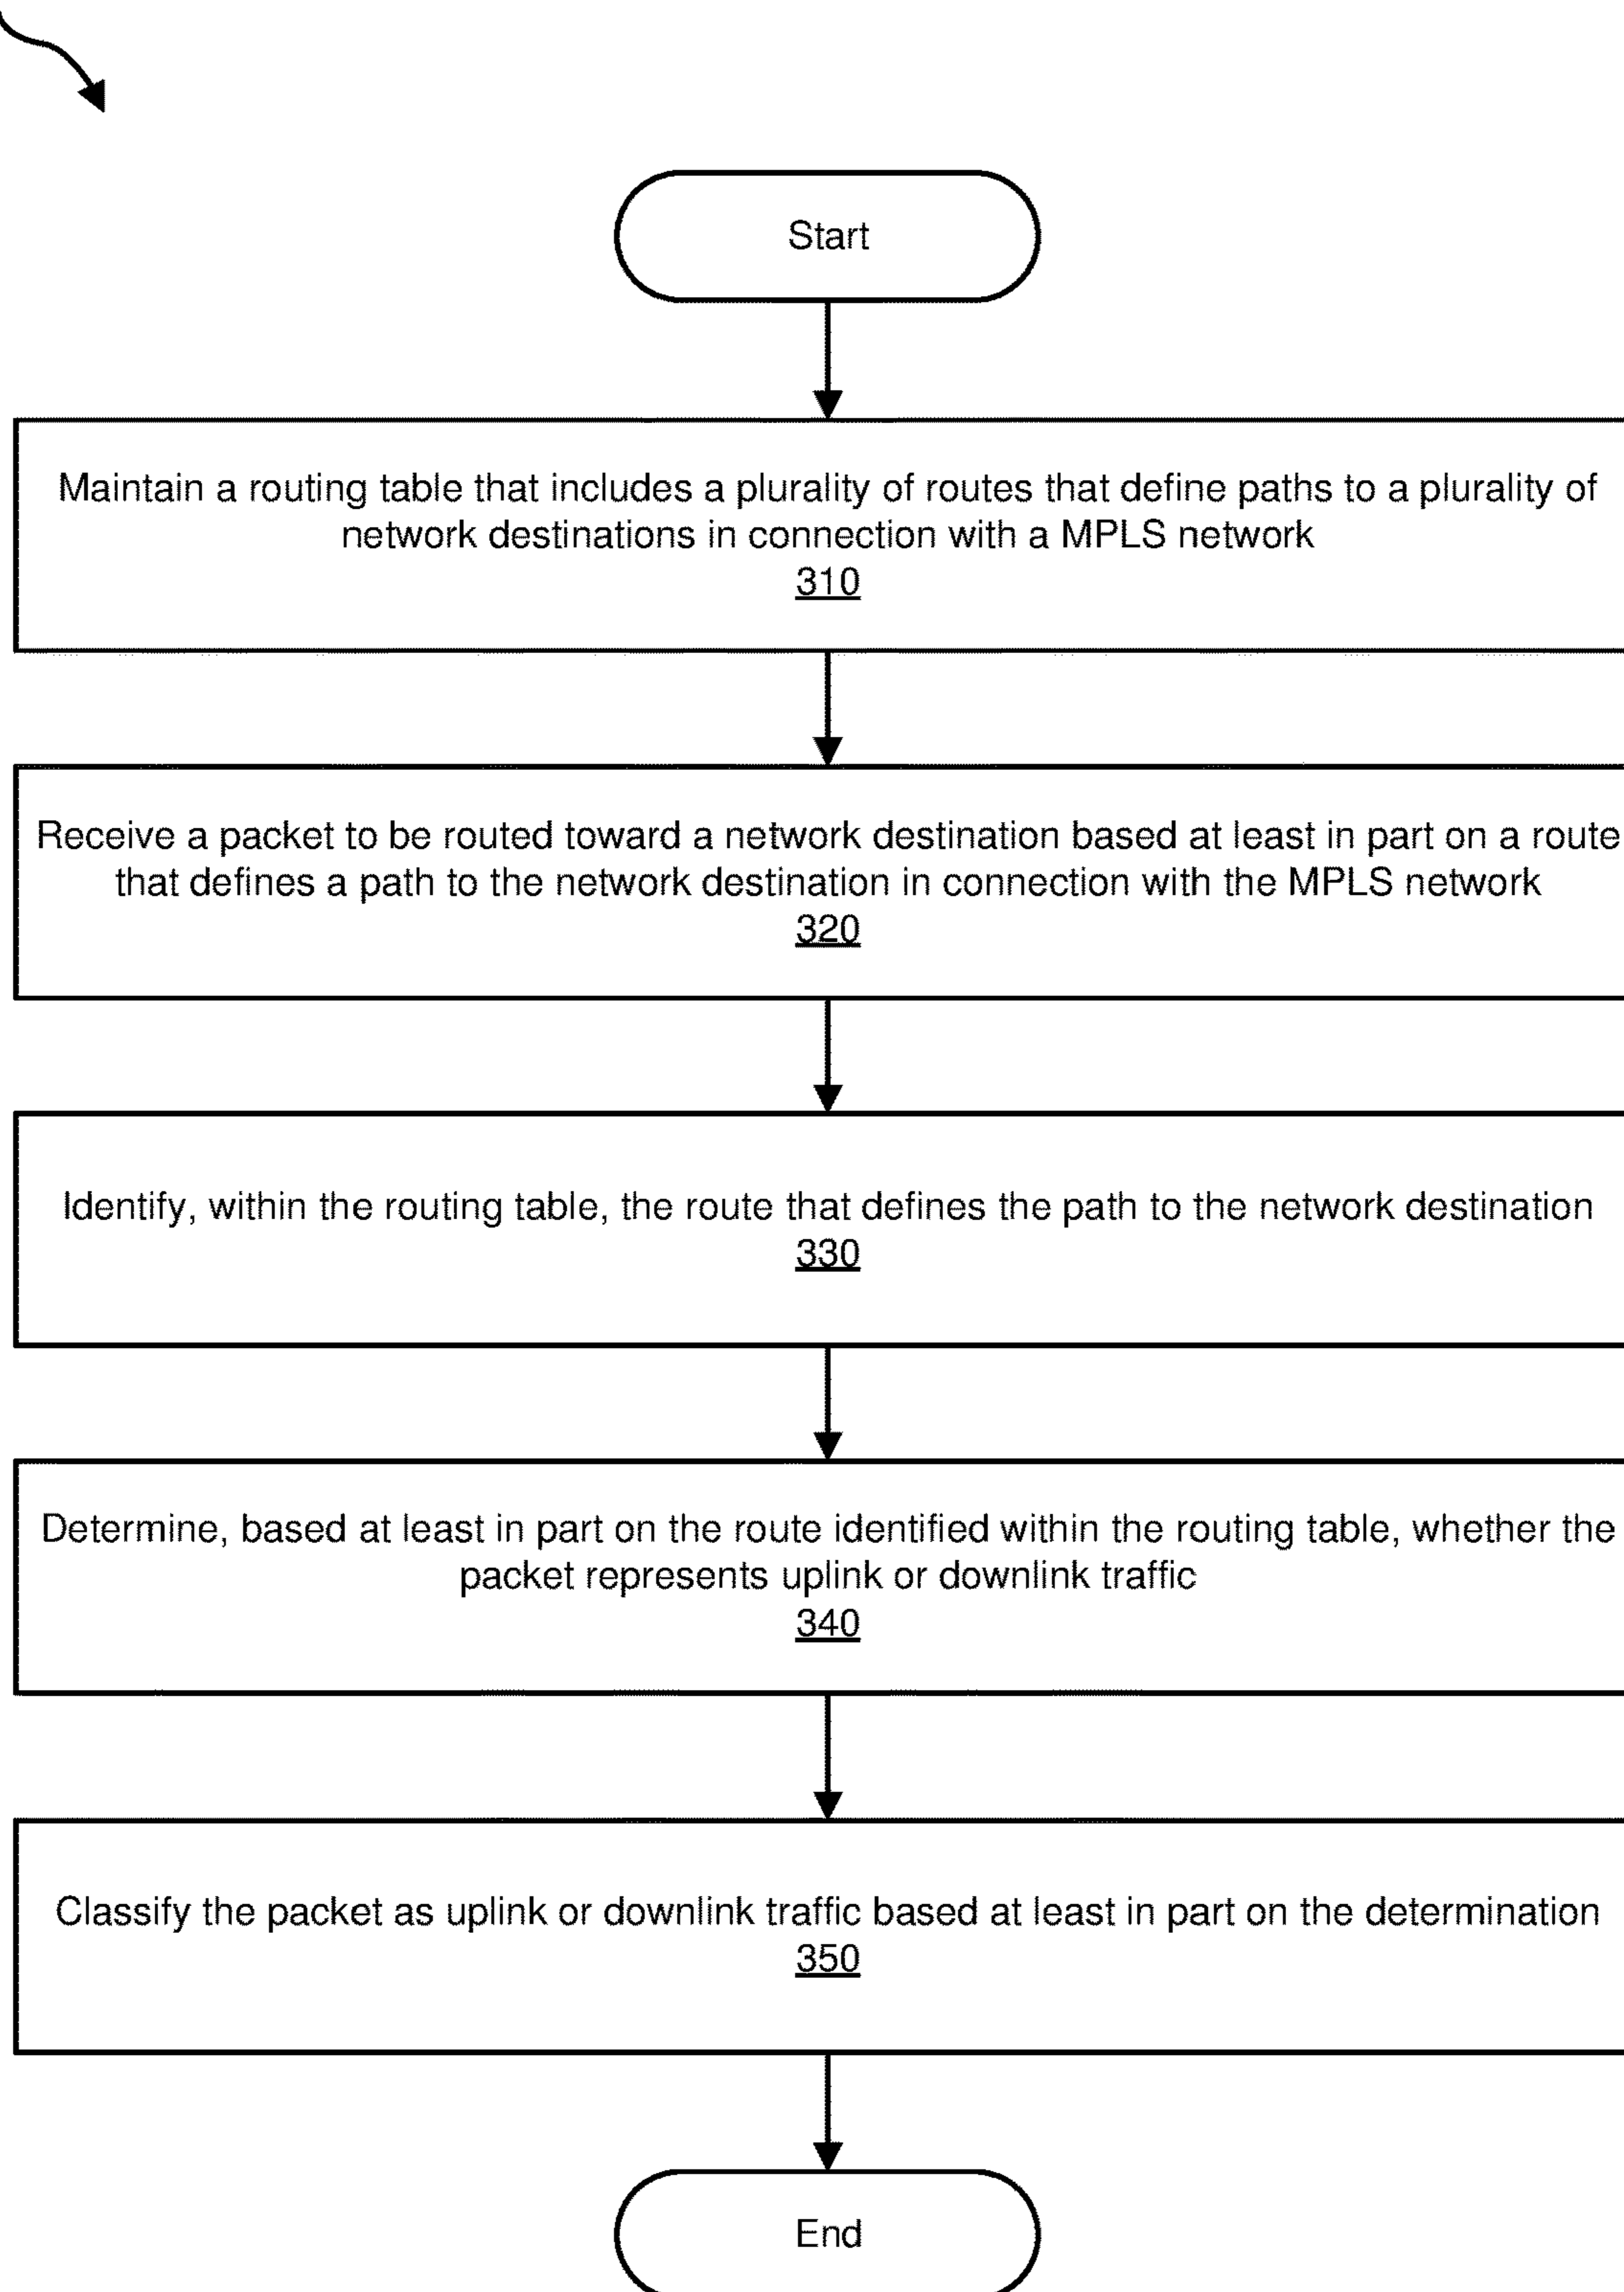 Start
Maintain a routing table that includes a plurality of routes that define paths to a plurality of
network destinations in connection with a MPLS network
310
Receive a packet to be routed toward a network destination based at least in part on a route
that defines a path to the network destination in connection with the MPLS network
320
Identify, within the routing table, the route that defines the path to the network destination
330
Determine, based at least in part on the route identified within the routing table, whether the
packet represents uplink or downlink traffic
340
Classify the packet as uplink or downlink traffic based at least in part on the determination
350
End